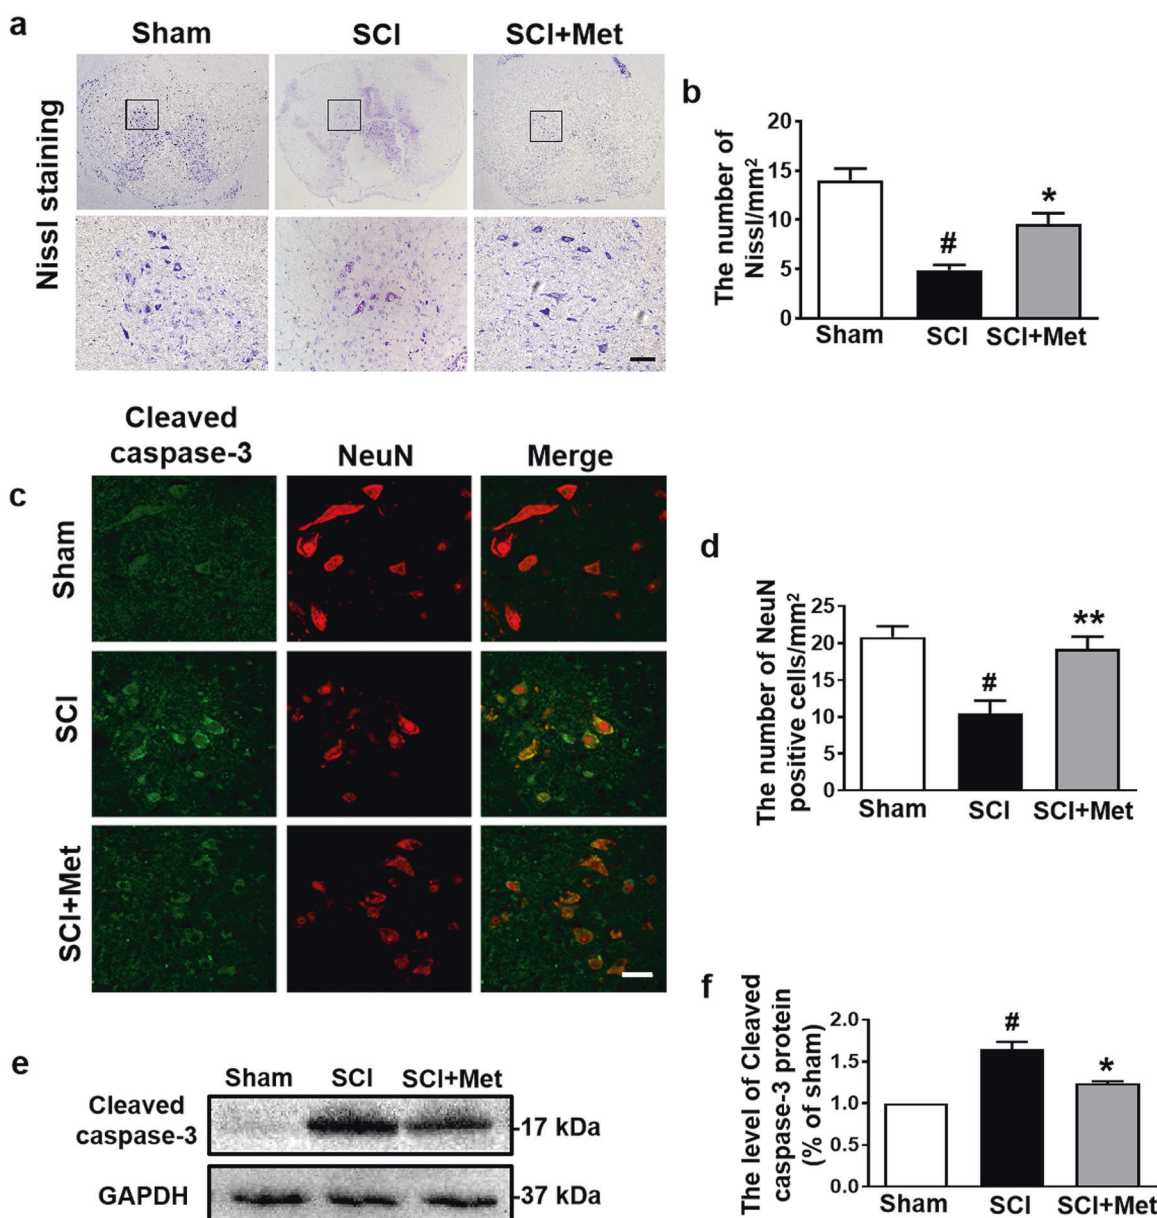 a
Sham
SCI
SCI+Met
Nissl staining
b
The number of
Nissl/mm²
20
15
10
5
0
#
*
Sham
SCI
SCI+Met
c
Cleaved
caspase-3
NeuN
Merge
Sham
SCI
SCI+Met
d
The number of NeuN
positive cells/mm²
25
20
15
10
5
0
#
**
Sham
SCI
SCI+Met
e
Sham
SCI
SCI+Met
Cleaved
caspase-3
-17 kDa
GAPDH
-37 kDa
f
The level of Cleaved
caspase-3 protein
(% of sham)
2.0
1.5
1.0
0.5
0.0
#
*
Sham
SCI
SCI+Met